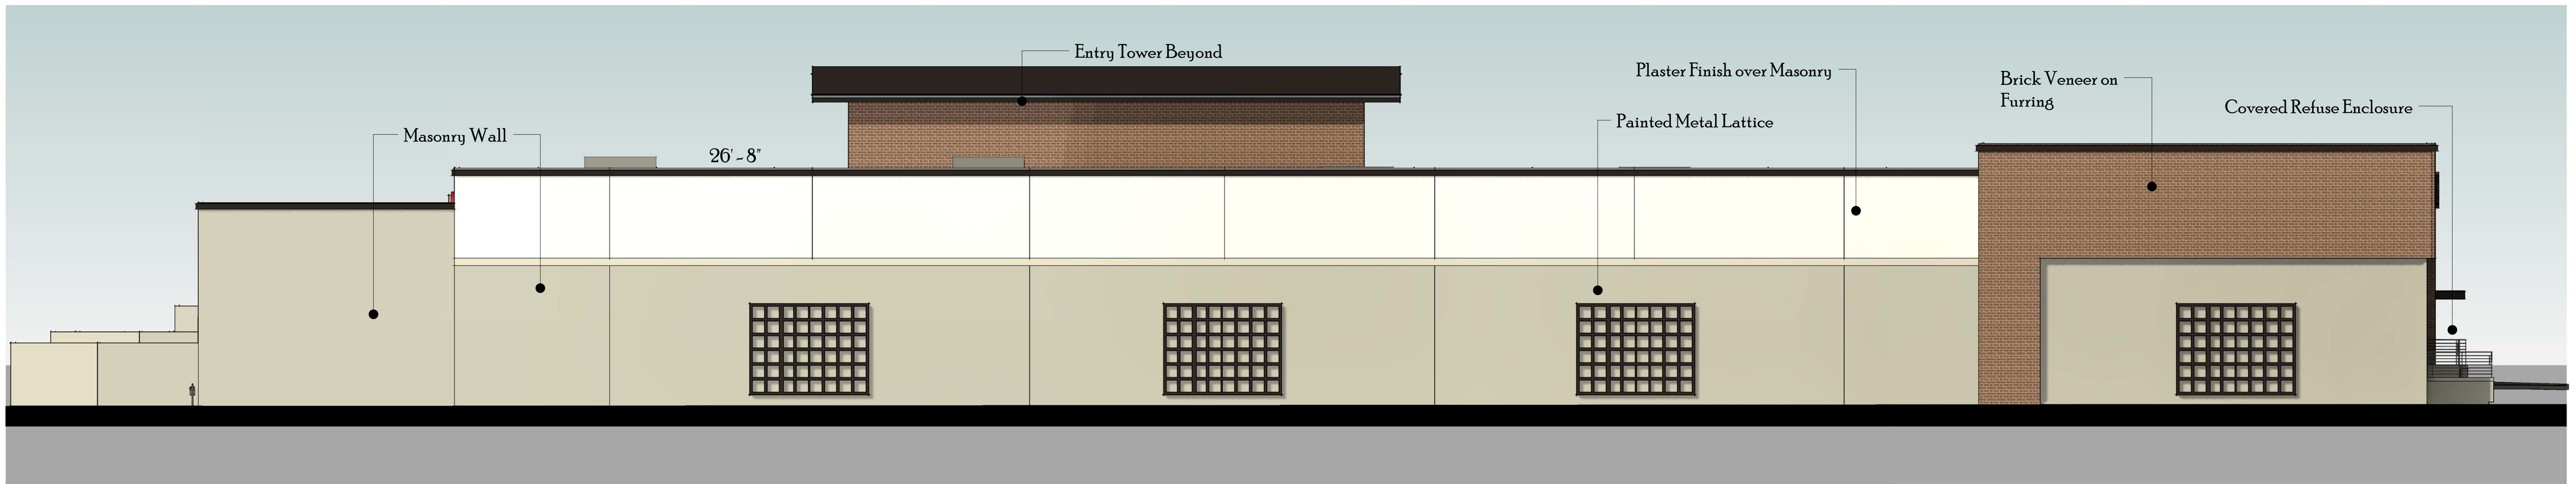 Entry Tower Beyond
Plaster Finish over Masonry
Brick Veneer on
Furring
Covered Refuse Enclosure
Painted Metal Lattice
Masonry Wall
26'-8"